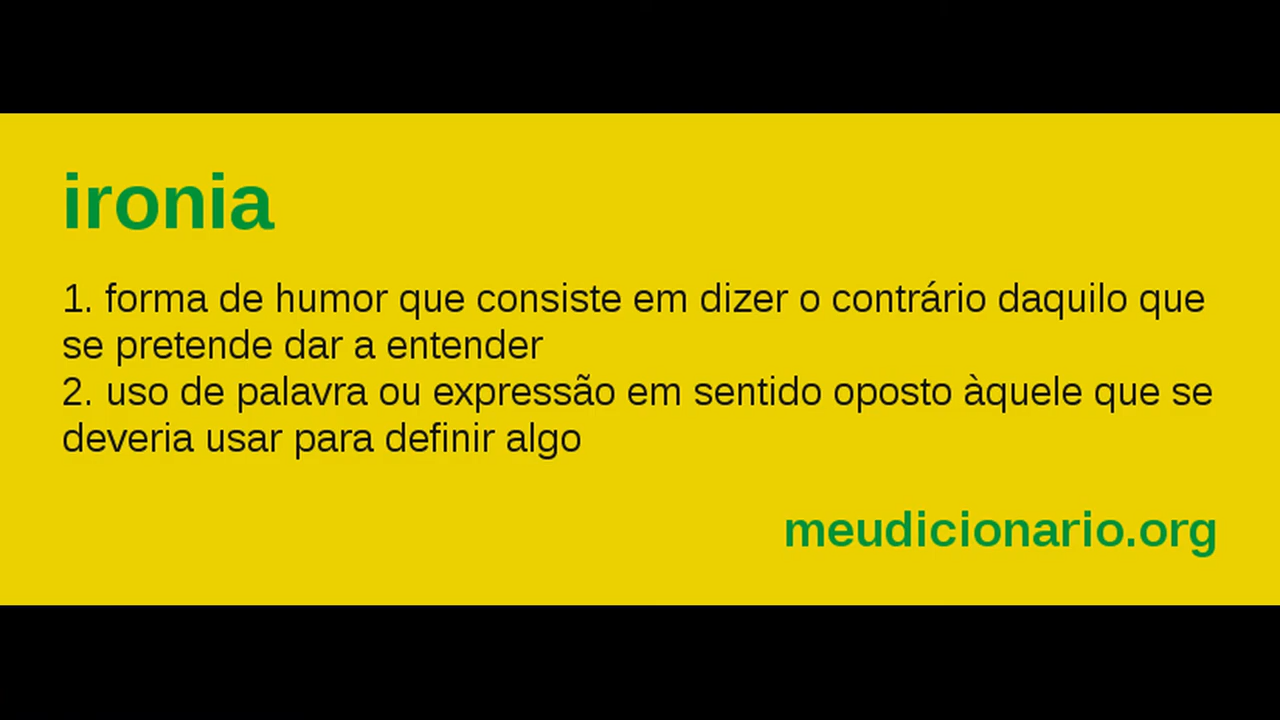 ironia
1. forma de humor que consiste em dizer o contrário daquilo que
se pretende dar a entender
2. uso de palavra ou expressão em sentido oposto àquele que se
deveria usar para definir algo
meudicionario.org